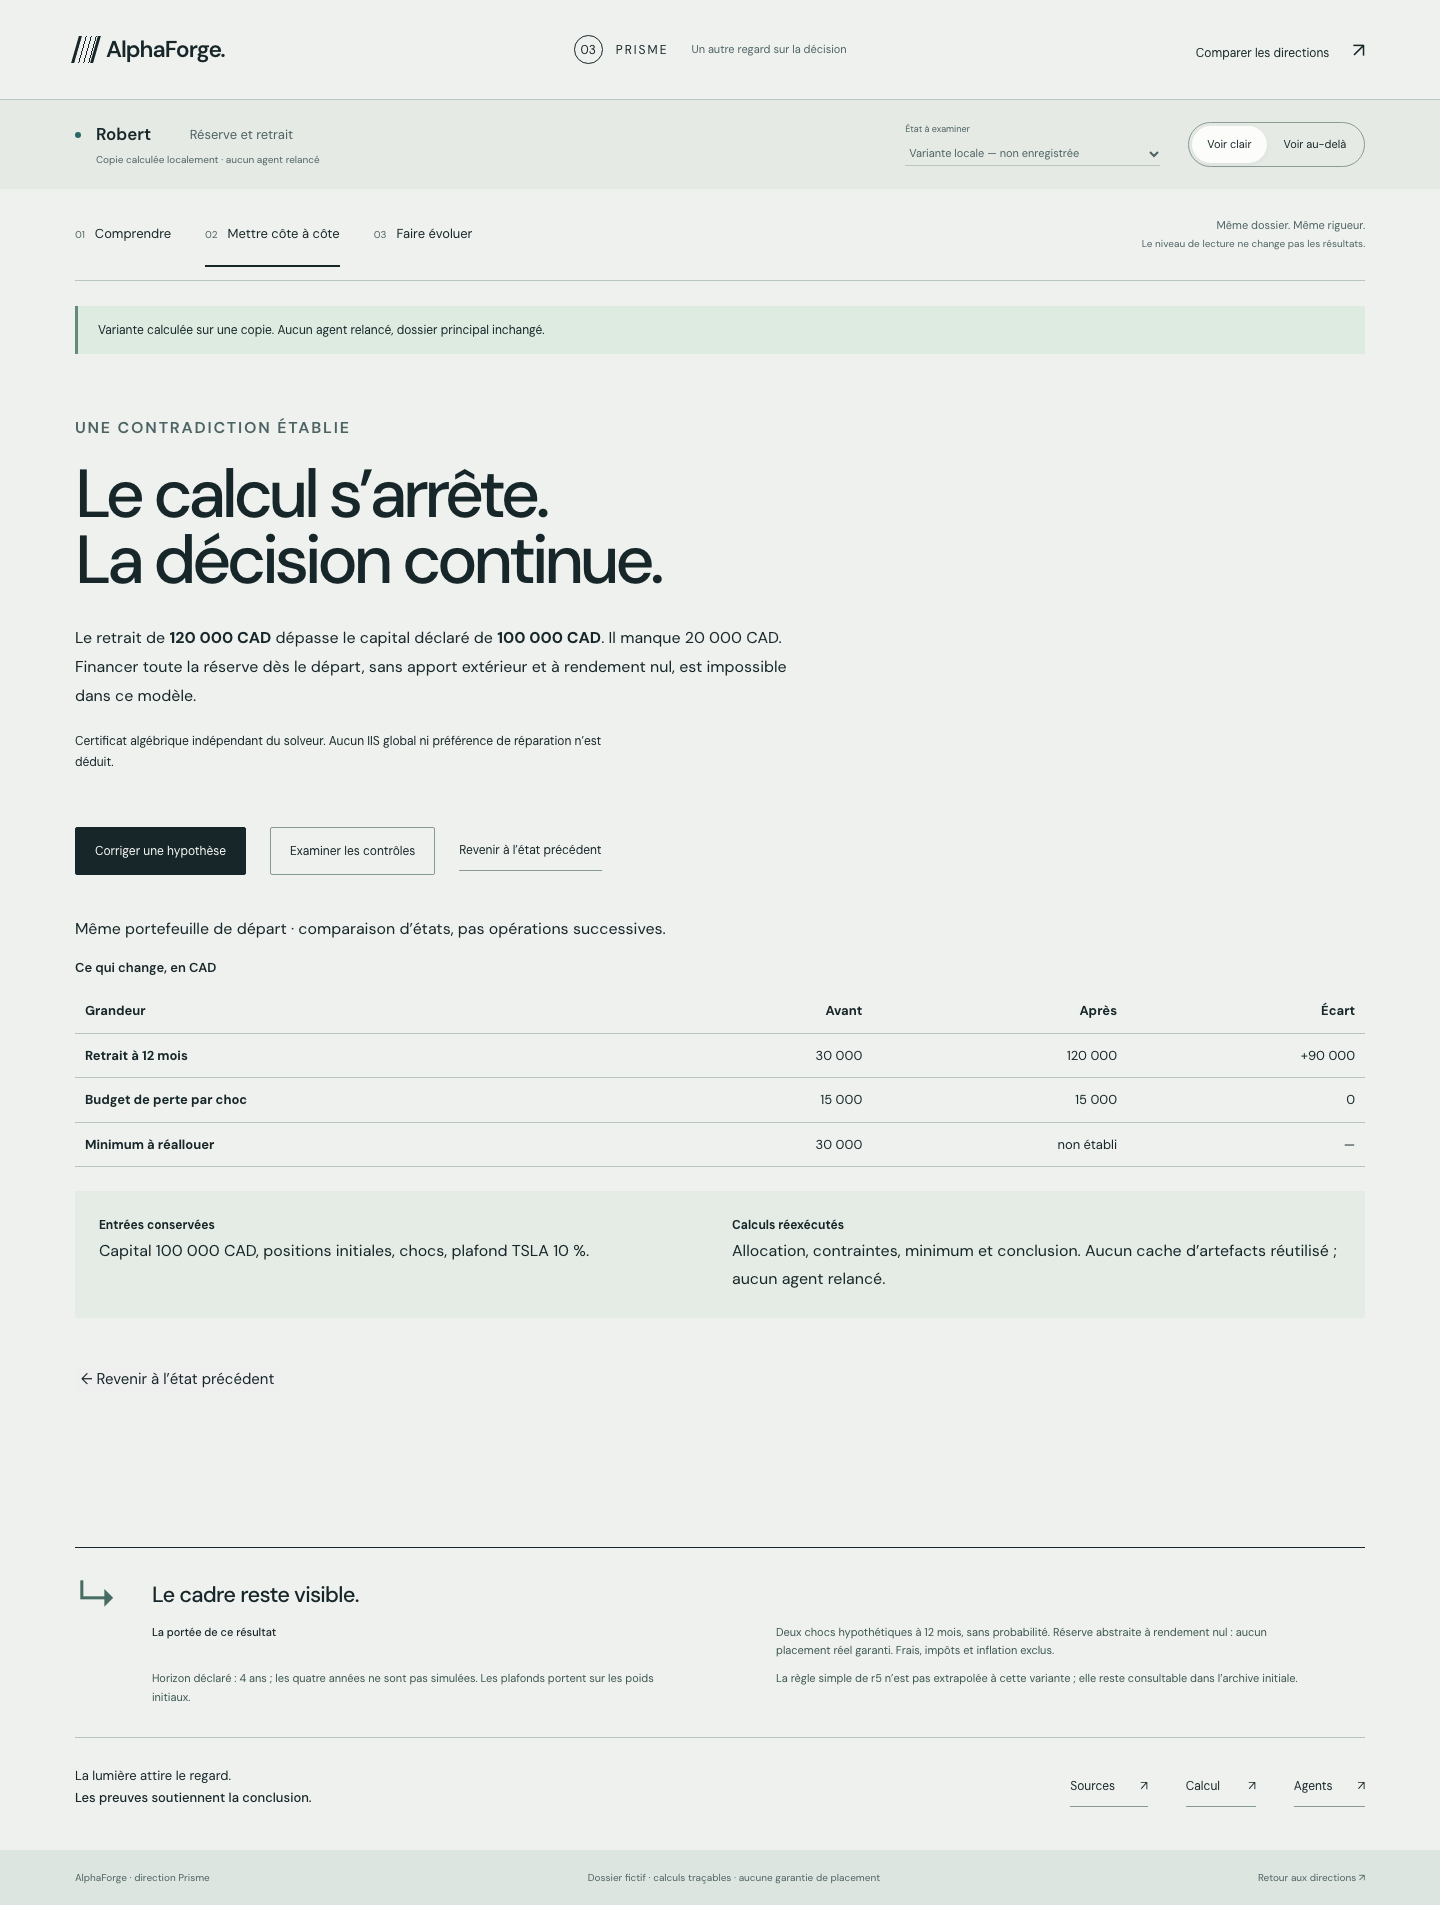 AlphaForge.
03 PRISME Un autre regard sur la décision
Comparer les directions ↗
Robert Réserve et retrait
Copie calculée localement · aucun agent relancé
État à examiner
Variante locale — non enregistrée
Voir clair Voir au-delà
01 Comprendre 02 Mettre côte à côte 03 Faire évoluer
Même dossier. Même rigueur.
Le niveau de lecture ne change pas les résultats.
Variante calculée sur une copie. Aucun agent relancé, dossier principal inchangé.
UNE CONTRADICTION ÉTABLIE
Le calcul s’arrête.
La décision continue.
Le retrait de 120 000 CAD dépasse le capital déclaré de 100 000 CAD. Il manque 20 000 CAD.
Financer toute la réserve dès le départ, sans apport extérieur et à rendement nul, est impossible
dans ce modèle.
Certificat algébrique indépendant du solveur. Aucun IIS global ni préférence de réparation n’est
déduit.
Corriger une hypothèse Examiner les contrôles Revenir à l’état précédent
Même portefeuille de départ · comparaison d’états, pas opérations successives.
Ce qui change, en CAD
Grandeur Avant Après Écart
Retrait à 12 mois 30 000 120 000 +90 000
Budget de perte par choc 15 000 15 000 0
Minimum à réallouer 30 000 non établi —
Entrées conservées
Capital 100 000 CAD, positions initiales, chocs, plafond TSLA 10 %.
Calculs réexécutés
Allocation, contraintes, minimum et conclusion. Aucun cache d’artefacts réutilisé ;
aucun agent relancé.
← Revenir à l’état précédent
Le cadre reste visible.
La portée de ce résultat
Deux chocs hypothétiques à 12 mois, sans probabilité. Réserve abstraite à rendement nul : aucun
placement réel garanti. Frais, impôts et inflation exclus.
Horizon déclaré : 4 ans ; les quatre années ne sont pas simulées. Les plafonds portent sur les poids
initiaux.
La règle simple de r5 n’est pas extrapolée à cette variante ; elle reste consultable dans l’archive initiale.
La lumière attire le regard.
Les preuves soutiennent la conclusion.
Sources ↗ Calcul ↗ Agents ↗
AlphaForge · direction Prisme
Dossier fictif · calculs traçables · aucune garantie de placement
Retour aux directions ↗